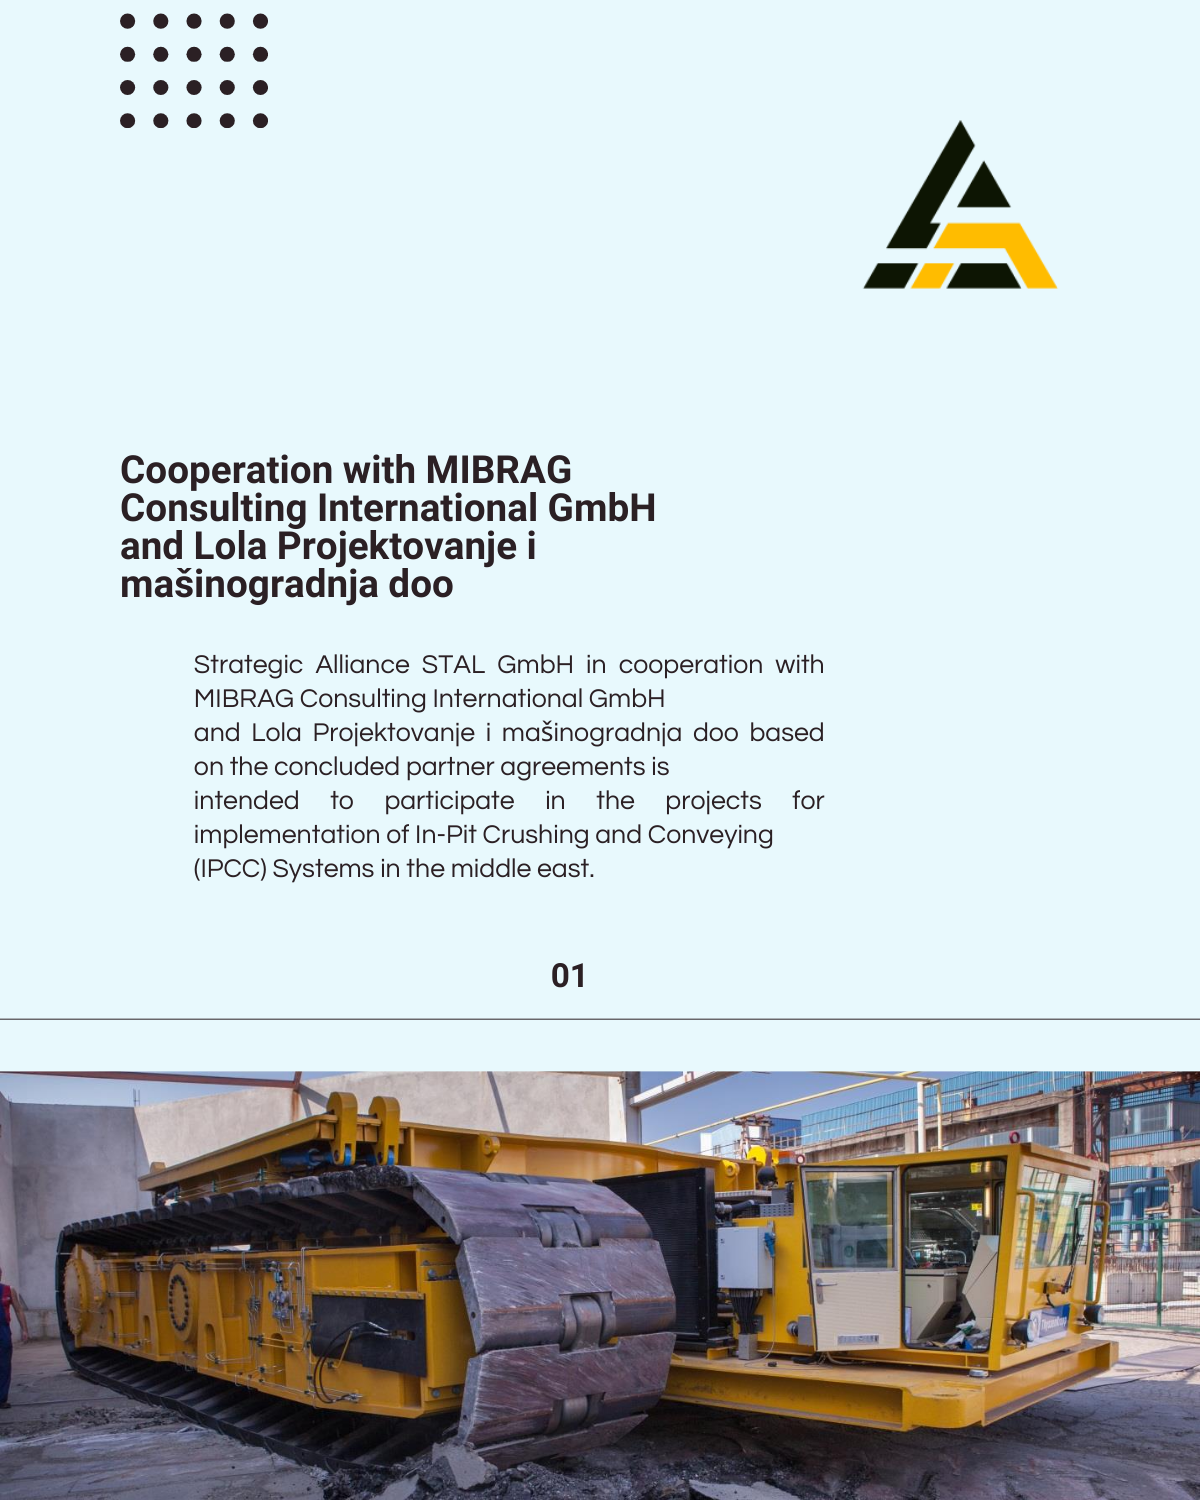 Cooperation with MIBRAG
Consulting International GmbH
and Lola Projektovanje i
mašinogradnja doo
Strategic Alliance STAL GmbH in cooperation with
MIBRAG Consulting International GmbH
and Lola Projektovanje i mašinogradnja doo based
on the concluded partner agreements is
intended to participate in the projects for
implementation of In-Pit Crushing and Conveying
(IPCC) Systems in the middle east.
01